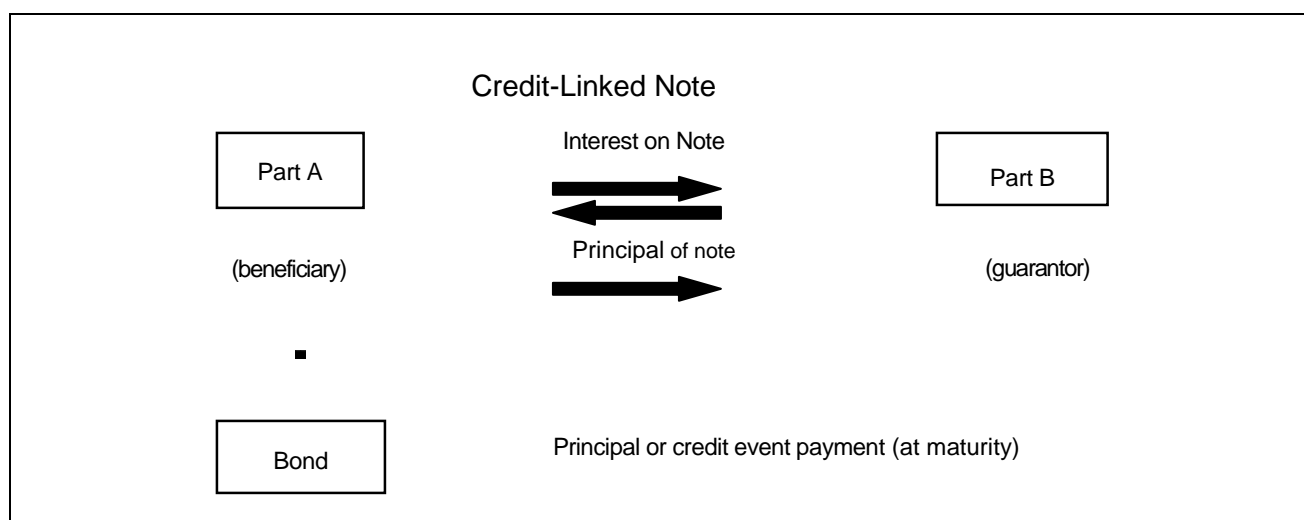 Credit-Linked Note
Interest on Note
Part A
Part B
Principal of note
(beneficiary)
(guarantor)
Bond
Principal or credit event payment (at maturity)